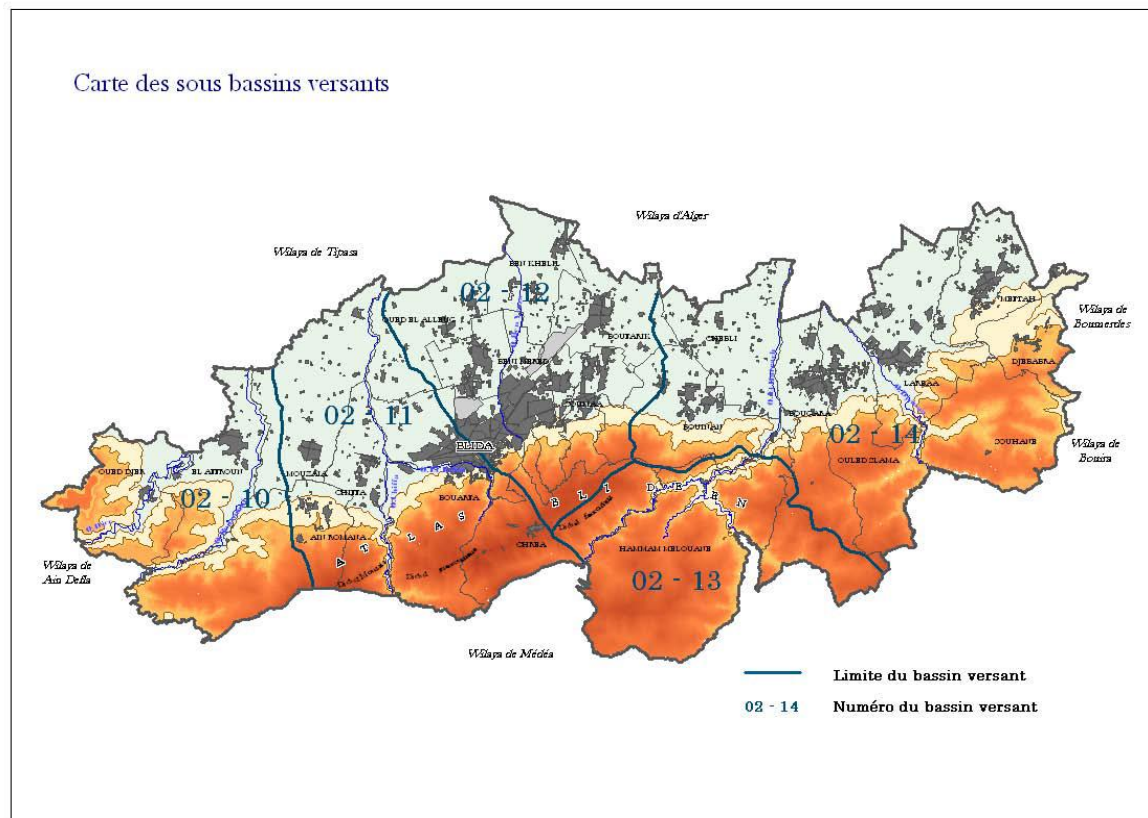 Carte des sous bassins versants
Wilaya d'Alger
Wilaya de Tipasa
BEN KHELIL
02 - 12
MEFTAH
OUED EL ALLEUG
Wilaya de
Boumerdes
BOUFARIK
CHEBLI
BENI MERED
DJEBABRA
LARBAA
02 - 11
BOUGARA
BLIDA
02 - 14
SOUHANE
Wilaya de
Bouira
OUED DJER
EL AFFROUN
MOUZAIA
OULED SLAMA
02 - 10
CHIFFA
BOUARFA
AIN ROMANA
ATLAS BLIDEEN
CHREA
HAMMAM MELOUANE
Wilaya de
Ain Defla
02 - 13
Wilaya de Médéa
Limite du bassin versant
02 - 14 Numéro du bassin versant